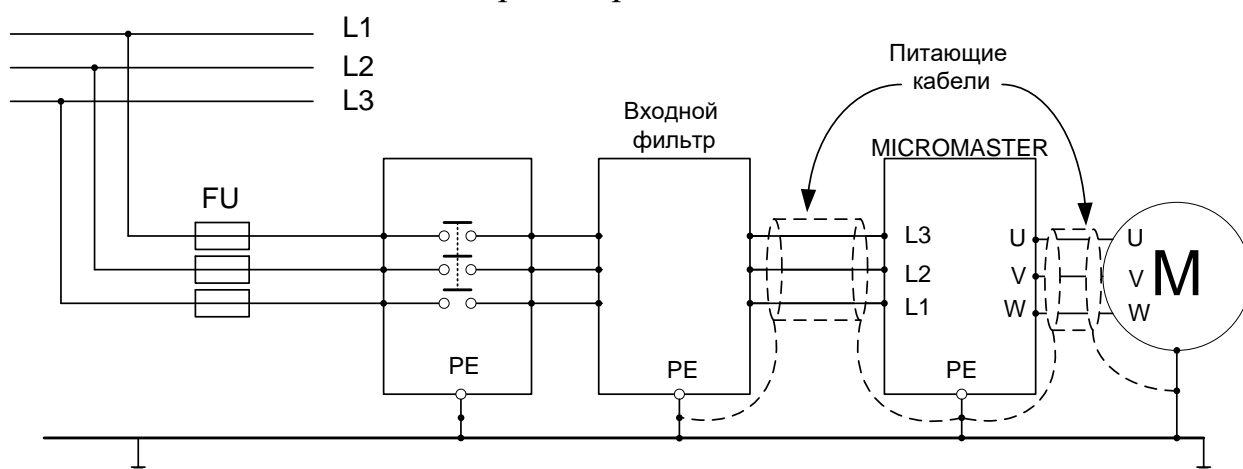 L1
L2
L3
Питающие
кабели
Входной
фильтр
MICROMASTER
FU
L3
L2
L1
U
V
W
U
V
W
M
PE
PE
PE